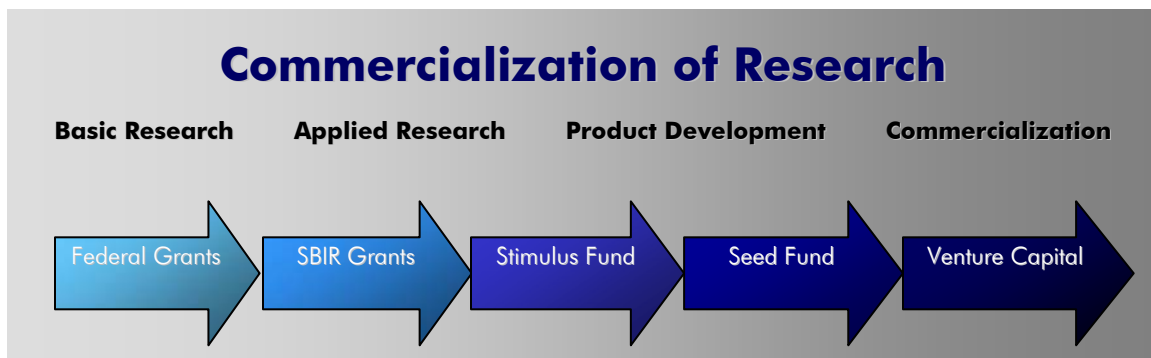 Commercialization of Research
Basic Research Applied Research Product Development Commercialization
Federal Grants SBIR Grants Stimulus Fund Seed Fund Venture Capital